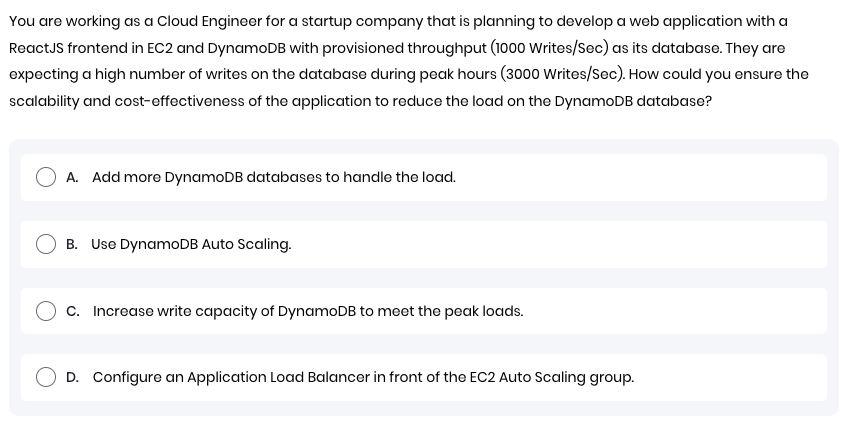 You are working as a Cloud Engineer for a startup company that is planning to develop a web application with a
ReactJS frontend in EC2 and DynamoDB with provisioned throughput (1000 Writes/Sec) as its database. They are
expecting a high number of writes on the database during peak hours (3000 Writes/Sec). How could you ensure the
scalability and cost-effectiveness of the application to reduce the load on the DynamoDB database?
A. Add more DynamoDB databases to handle the load.
B. Use DynamoDB Auto Scaling.
C. Increase write capacity of DynamoDB to meet the peak loads.
D. Configure an Application Load Balancer in front of the EC2 Auto Scaling group.